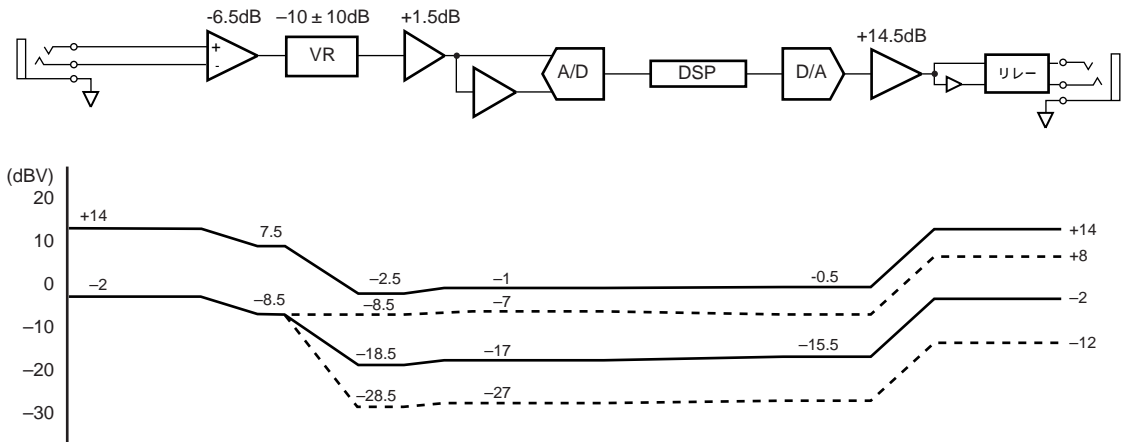 -6.5dB
–10 ± 10dB
+1.5dB
+14.5dB
+
-
VR
A/D
DSP
D/A
リレー
(dBV)
20
10
0
–10
–20
–30
+14
7.5
–2.5
–1
-0.5
+14
+8
–2
–8.5
–8.5
–7
–2
–18.5
–17
–15.5
–12
–28.5
–27